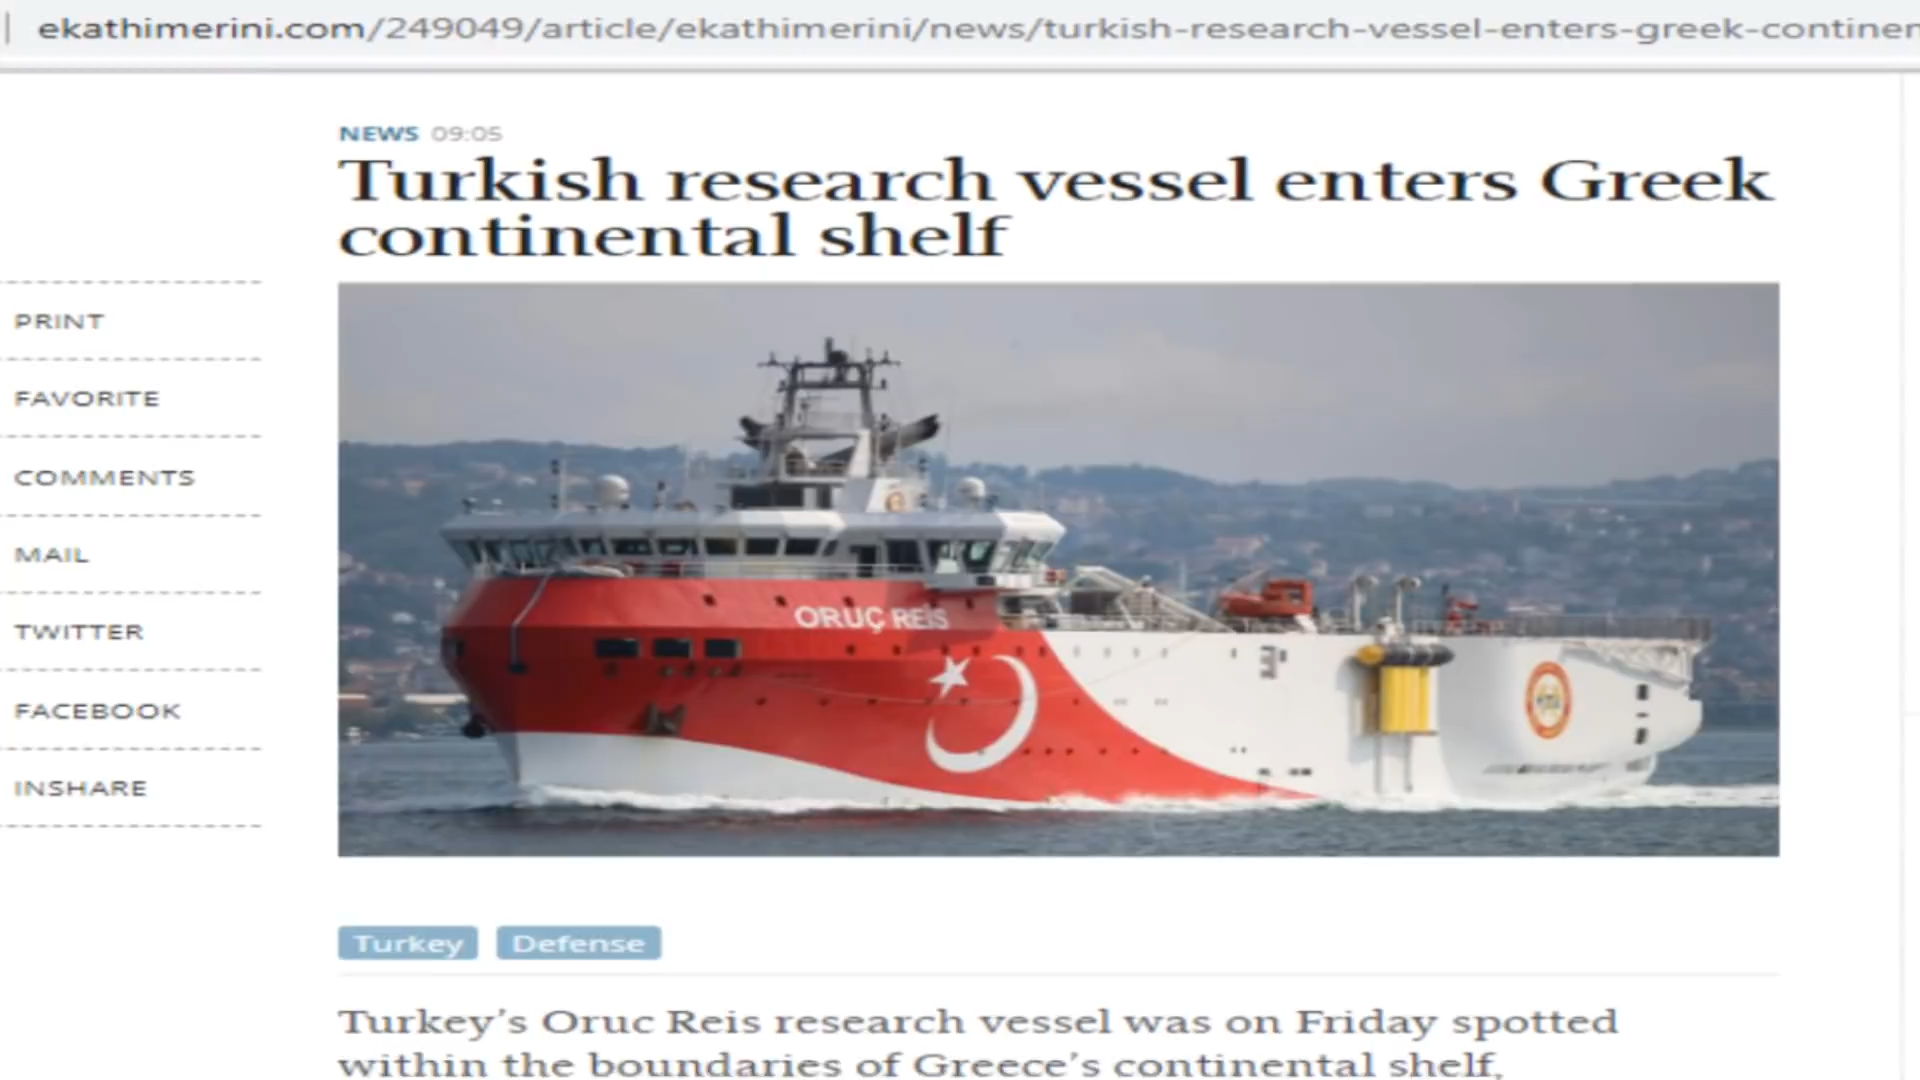 ekathimerini.com/249049/article/ekathimerini/news/turkish-research-vessel-enters-greek-continen
NEWS 09:05
Turkish research vessel enters Greek
continental shelf
PRINT
FAVORITE
COMMENTS
MAIL
TWITTER
FACEBOOK
INSHARE
ORUÇ REİS
Turkey
Defense
Turkey's Oruc Reis research vessel was on Friday spotted
within the boundaries of Greece's continental shelf,